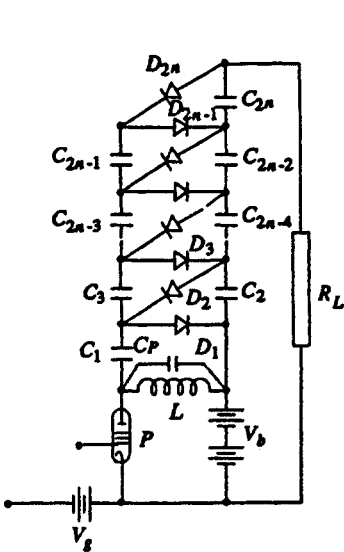 D2n
D2n-1
C2n
C2n-1
C2n-2
C2n-3
C2n-4
D3
C3
D2
C2
RL
C1
CP
D1
L
P
Vb
Vg